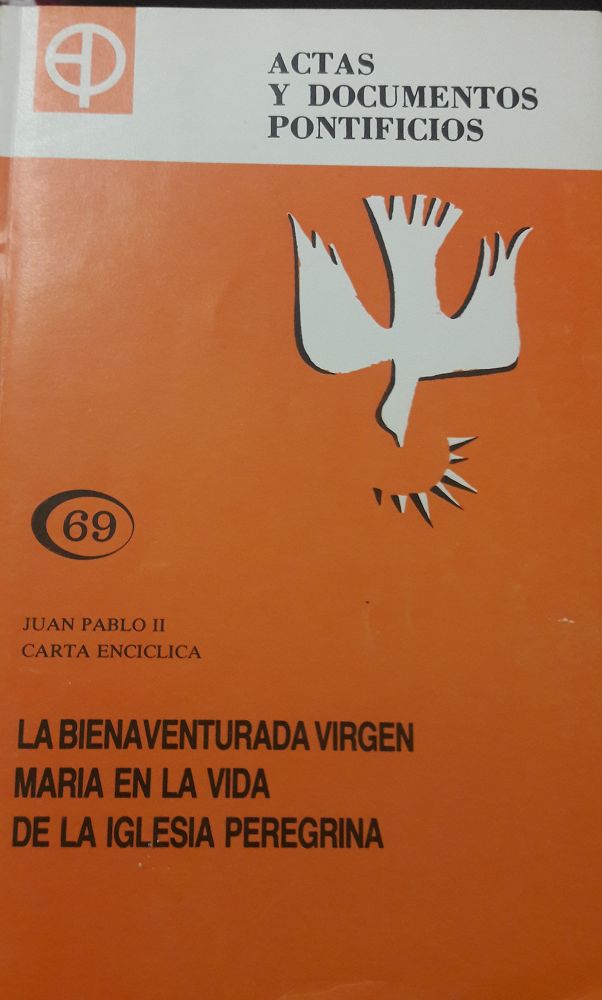 ACTAS
Y DOCUMENTOS
PONTIFICIOS
69
JUAN PABLO II
CARTA ENCICLICA
LA BIENAVENTURADA VIRGEN
MARIA EN LA VIDA
DE LA IGLESIA PEREGRINA